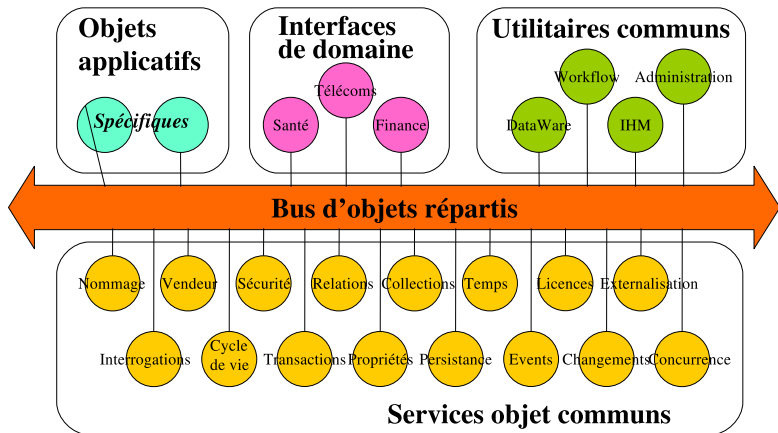 Objets
applicatifs
Spécifiques
Interfaces
de domaine
Télécoms
Santé
Finance
Utilitaires communs
Workflow
Administration
DataWare
IHM
Bus d’objets répartis
Nommage
Vendeur
Sécurité
Relations
Collections
Temps
Licences
Externalisation
Interrogations
Cycle
de vie
Transactions
Propriétés
Persistance
Events
Changements
Concurrence
Services objet communs